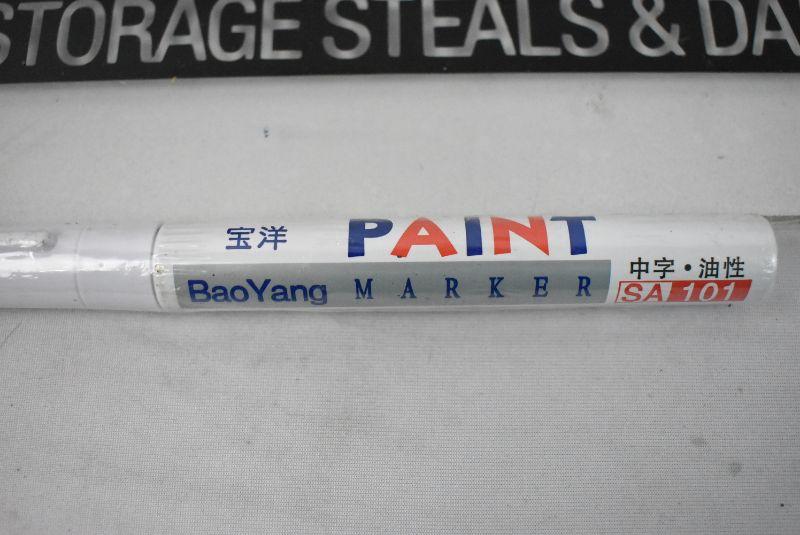 STORAGE STEALS & DA
宝洋 PAINT
BaoYang MARKER
中字·油性
SA 101